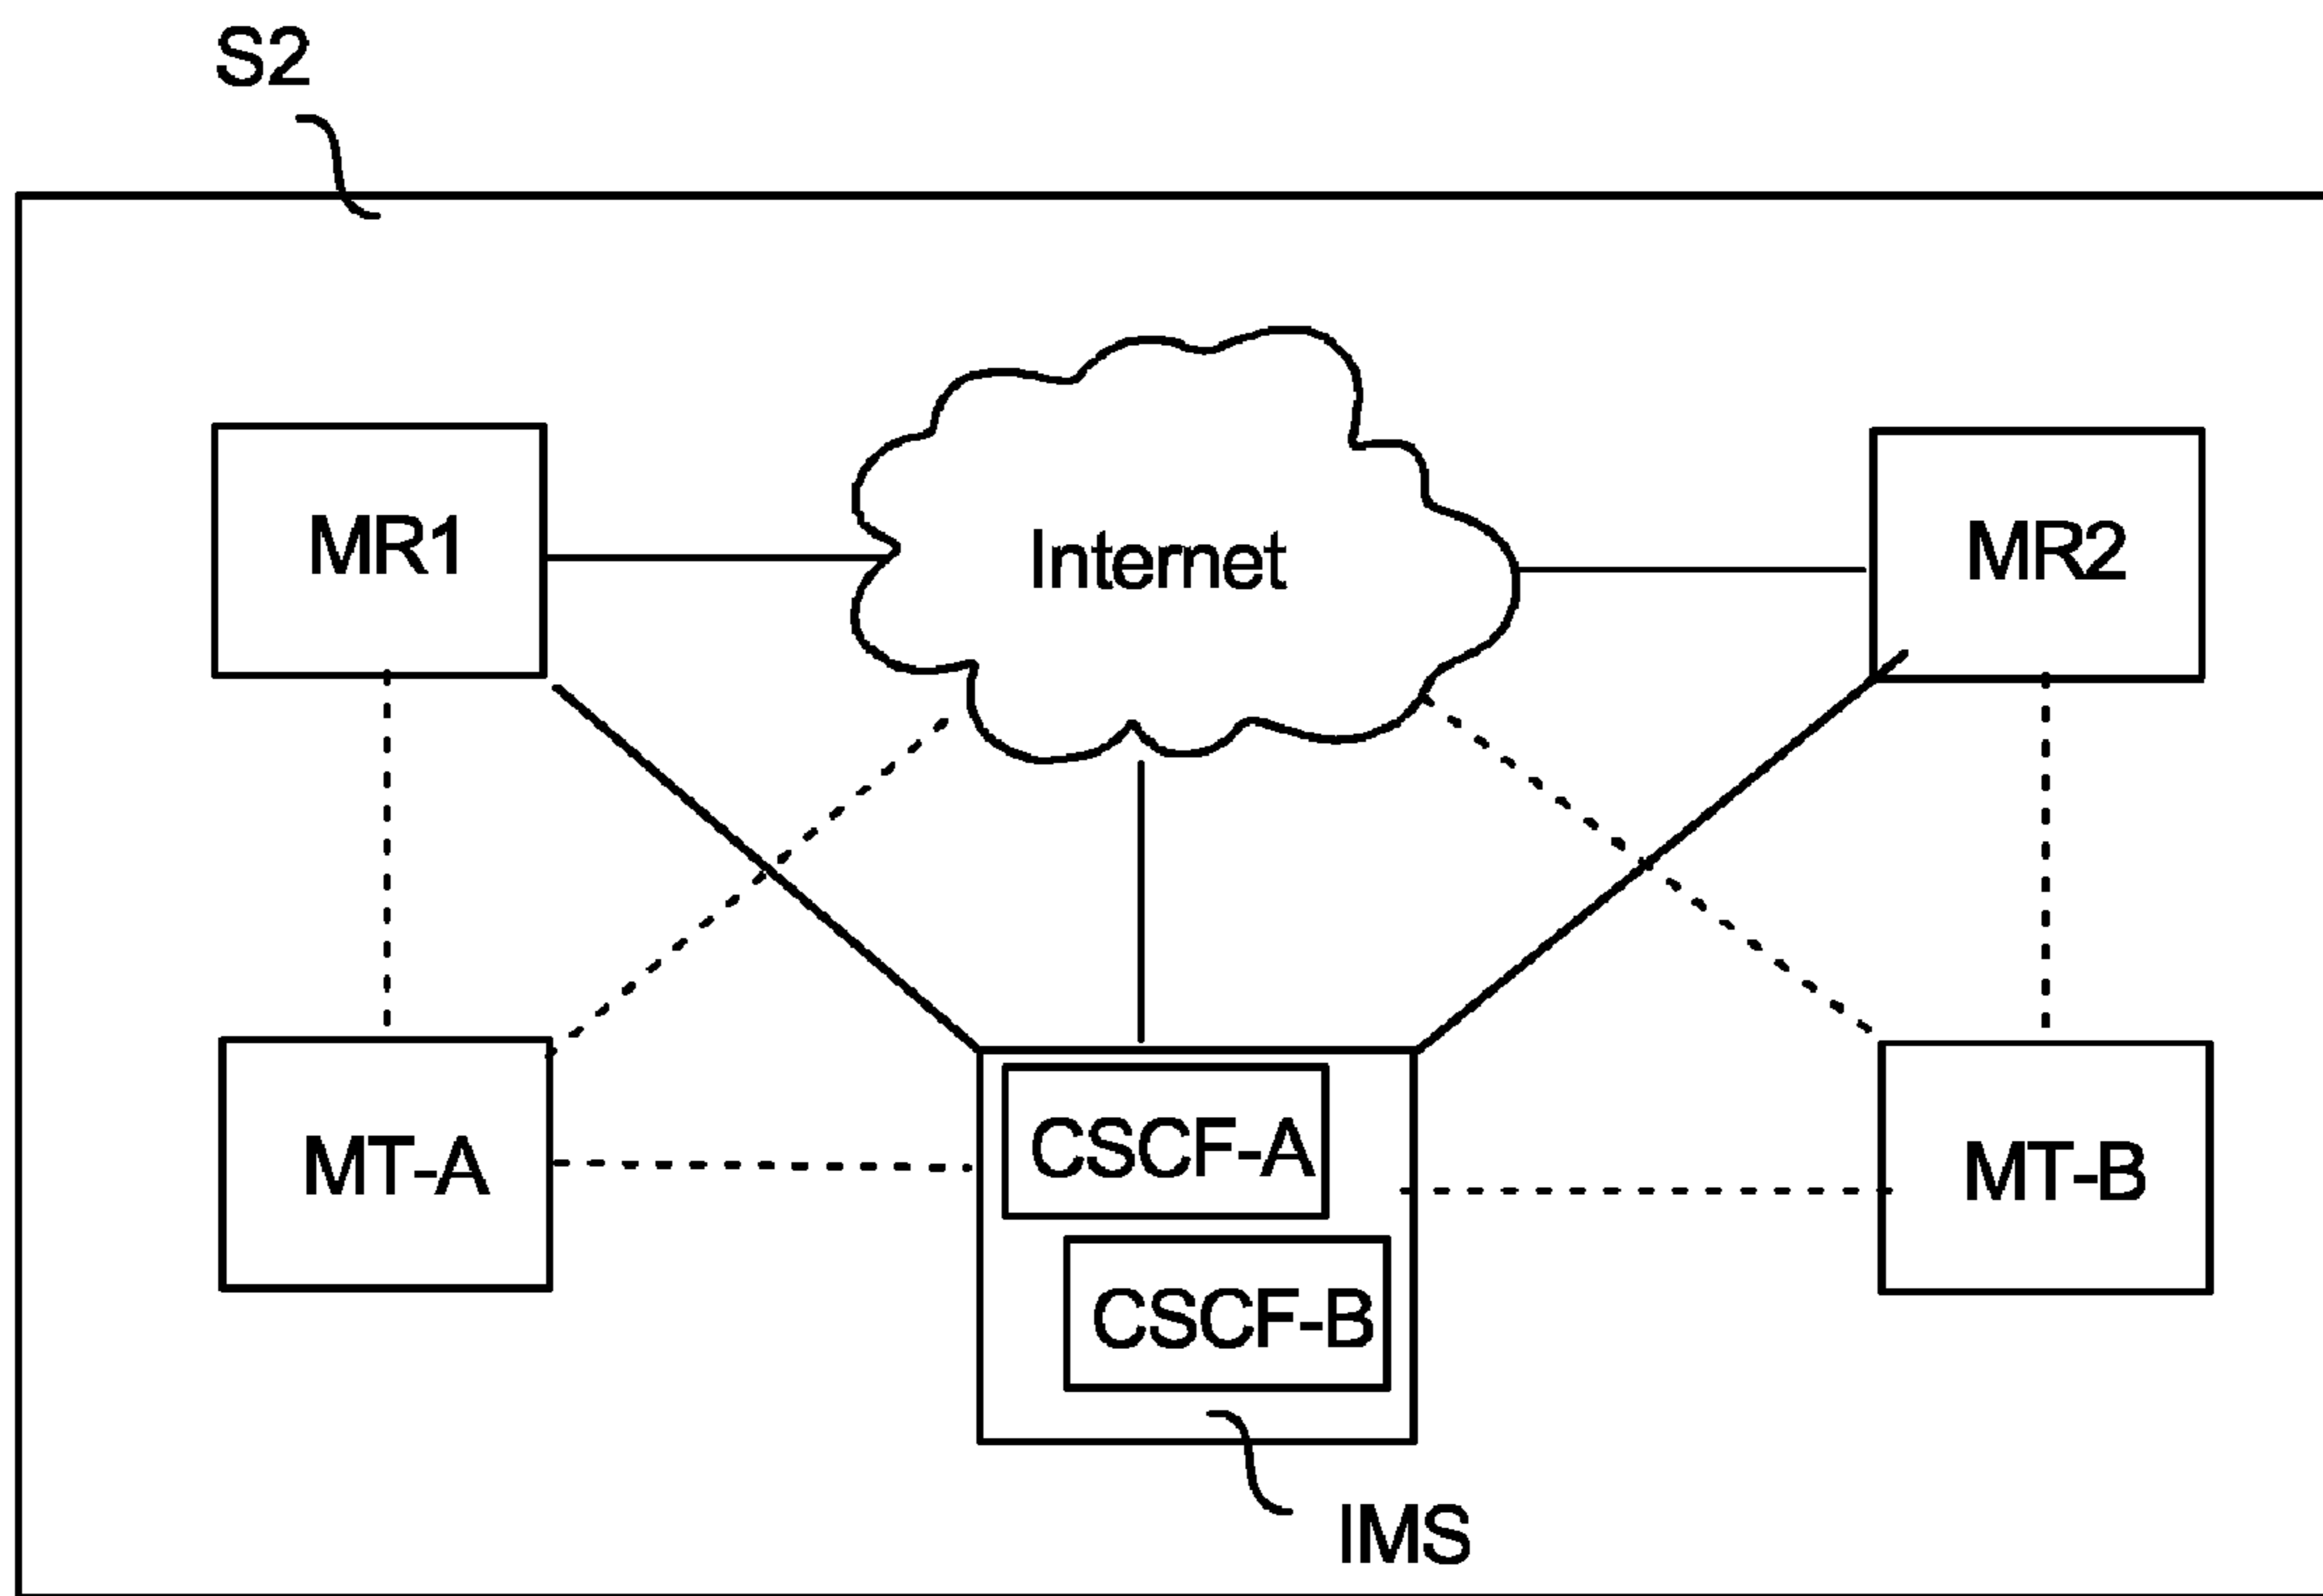 S2
MR1
Internet
MR2
MT-A
CSCF-A
MT-B
CSCF-B
IMS